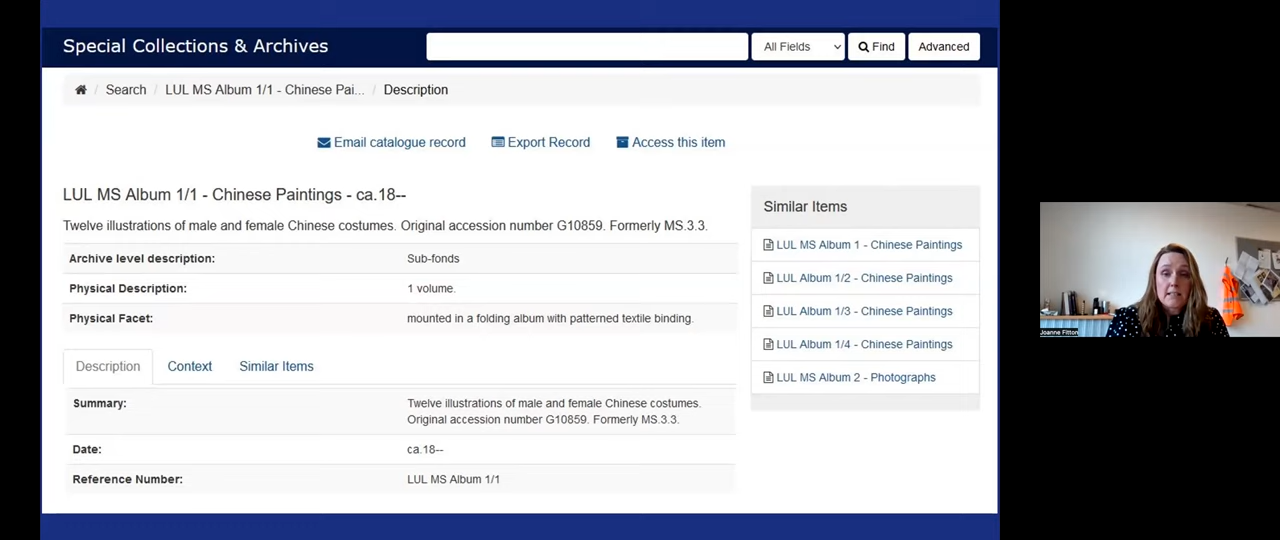 Special Collections & Archives
All Fields
Find
Advanced
Search / LUL MS Album 1/1 - Chinese Pai... / Description
Email catalogue record
Export Record
Access this item
LUL MS Album 1/1 - Chinese Paintings - ca.18--
Twelve illustrations of male and female Chinese costumes. Original accession number G10859. Formerly MS.3.3.
Archive level description: Sub-fonds
Physical Description: 1 volume.
Physical Facet: mounted in a folding album with patterned textile binding.
Description
Context
Similar Items
Summary: Twelve illustrations of male and female Chinese costumes.
Original accession number G10859. Formerly MS.3.3.
Date: ca.18--
Reference Number: LUL MS Album 1/1
Similar Items
LUL MS Album 1 - Chinese Paintings
LUL Album 1/2 - Chinese Paintings
LUL Album 1/3 - Chinese Paintings
LUL Album 1/4 - Chinese Paintings
LUL MS Album 2 - Photographs
Joanne Fitton